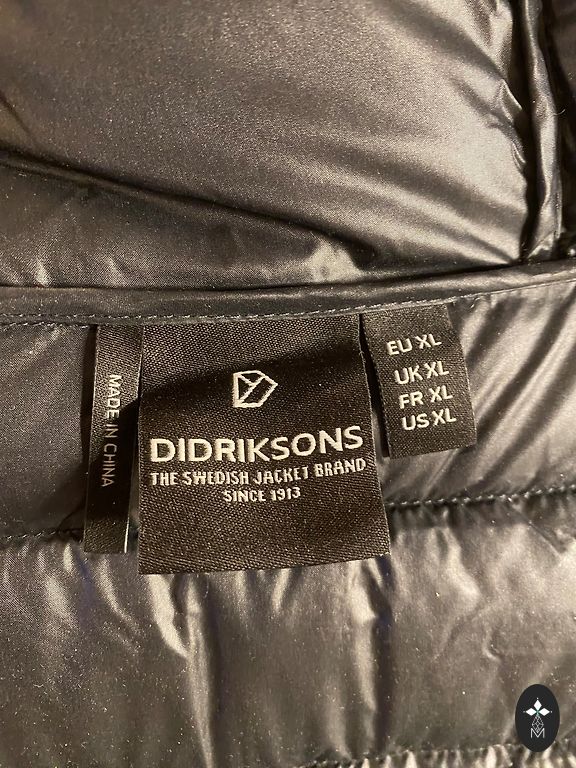 MADE IN CHINA
DIDRIKSONS
THE SWEDISH JACKET BRAND
SINCE 1913
EU XL
UK XL
FR XL
US XL
M